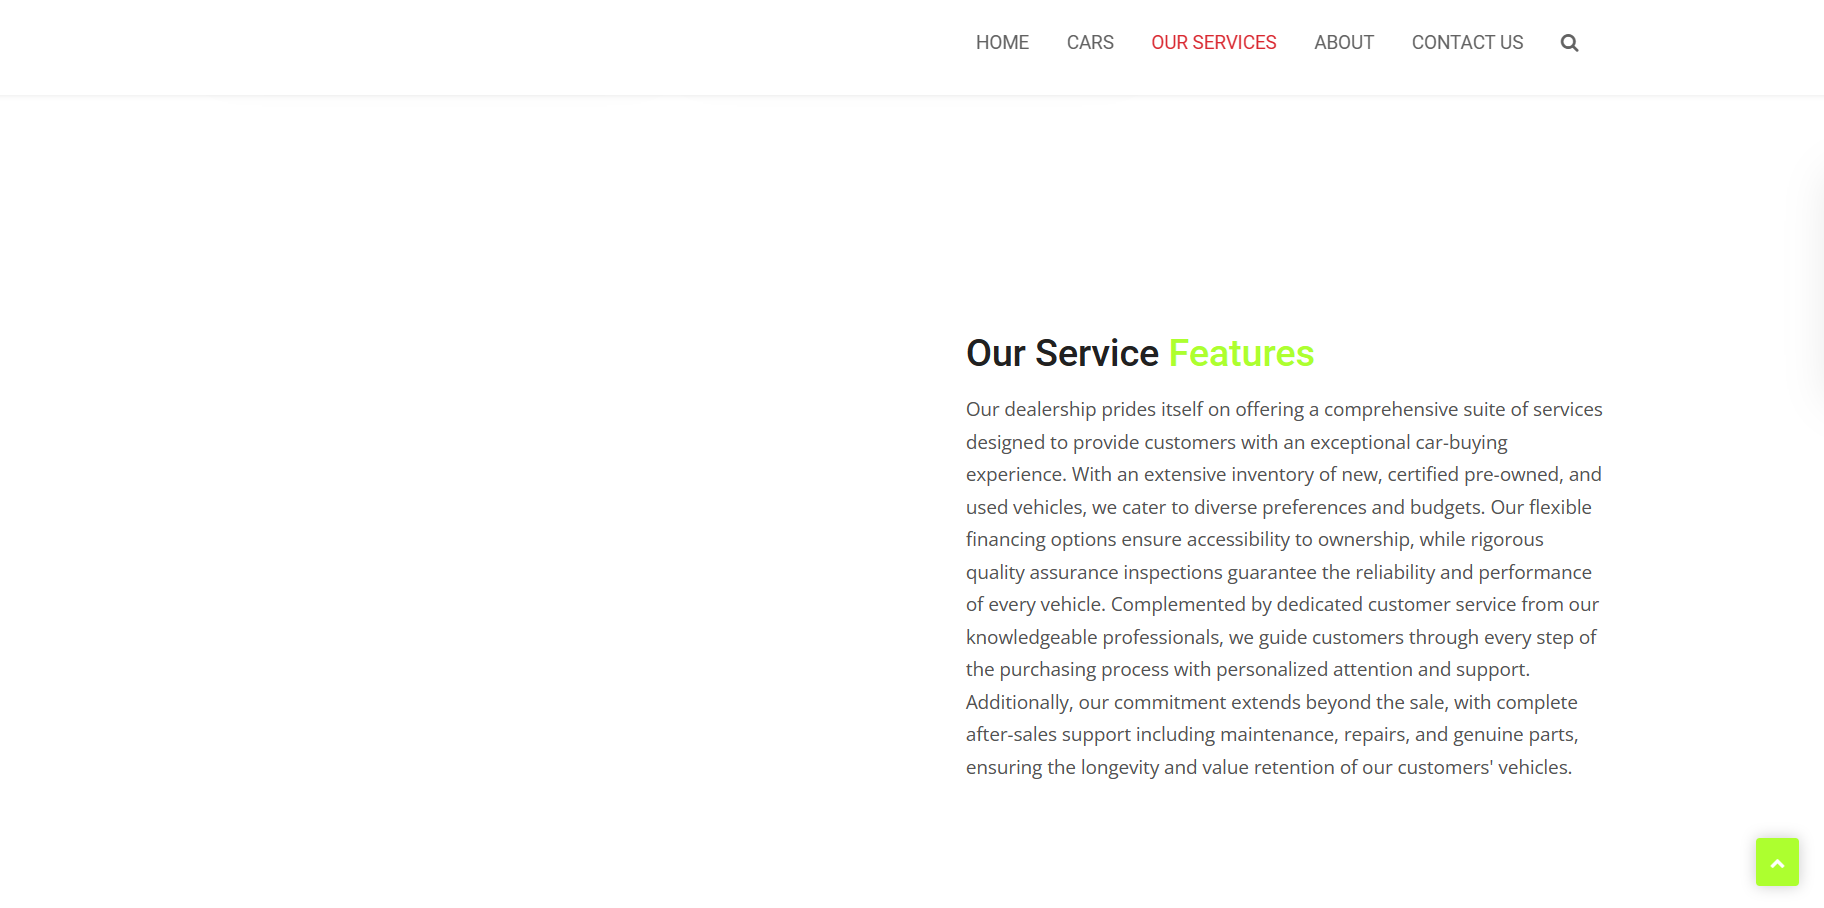 HOME CARS OUR SERVICES ABOUT CONTACT US
Our Service Features
Our dealership prides itself on offering a comprehensive suite of services
designed to provide customers with an exceptional car-buying
experience. With an extensive inventory of new, certified pre-owned, and
used vehicles, we cater to diverse preferences and budgets. Our flexible
financing options ensure accessibility to ownership, while rigorous
quality assurance inspections guarantee the reliability and performance
of every vehicle. Complemented by dedicated customer service from our
knowledgeable professionals, we guide customers through every step of
the purchasing process with personalized attention and support.
Additionally, our commitment extends beyond the sale, with complete
after-sales support including maintenance, repairs, and genuine parts,
ensuring the longevity and value retention of our customers' vehicles.